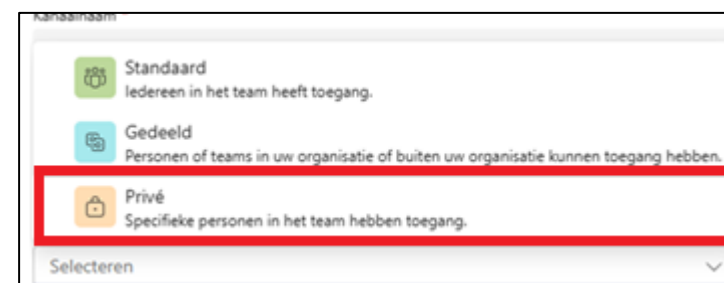 Kanaalnaam *
Standaard
Iedereen in het team heeft toegang.
Gedeeld
Personen of teams in uw organisatie of buiten uw organisatie kunnen toegang hebben.
Privé
Specifieke personen in het team hebben toegang.
Selecteren